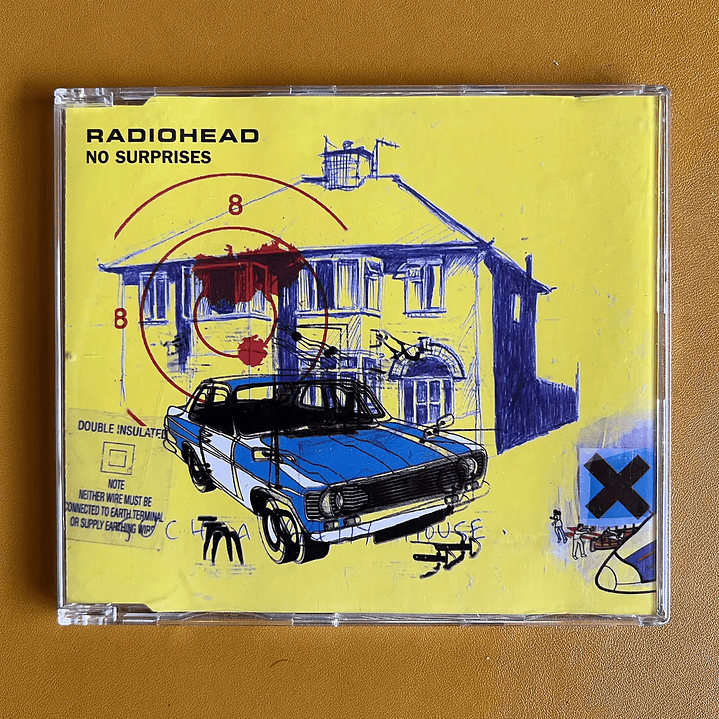 RADIOHEAD
NO SURPRISES
8
8
DOUBLE INSULATED
NOTE
NEITHER WIRE MUST BE
CONNECTED TO EARTH TERMINAL
OR SUPPLY EARTHING WIRE
HOUSE